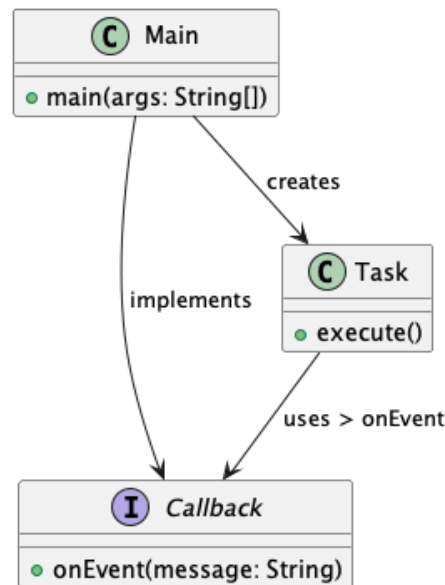 C Main
main(args: String[])
creates
C Task
implements
execute()
uses > onEvent
I Callback
onEvent(message: String)